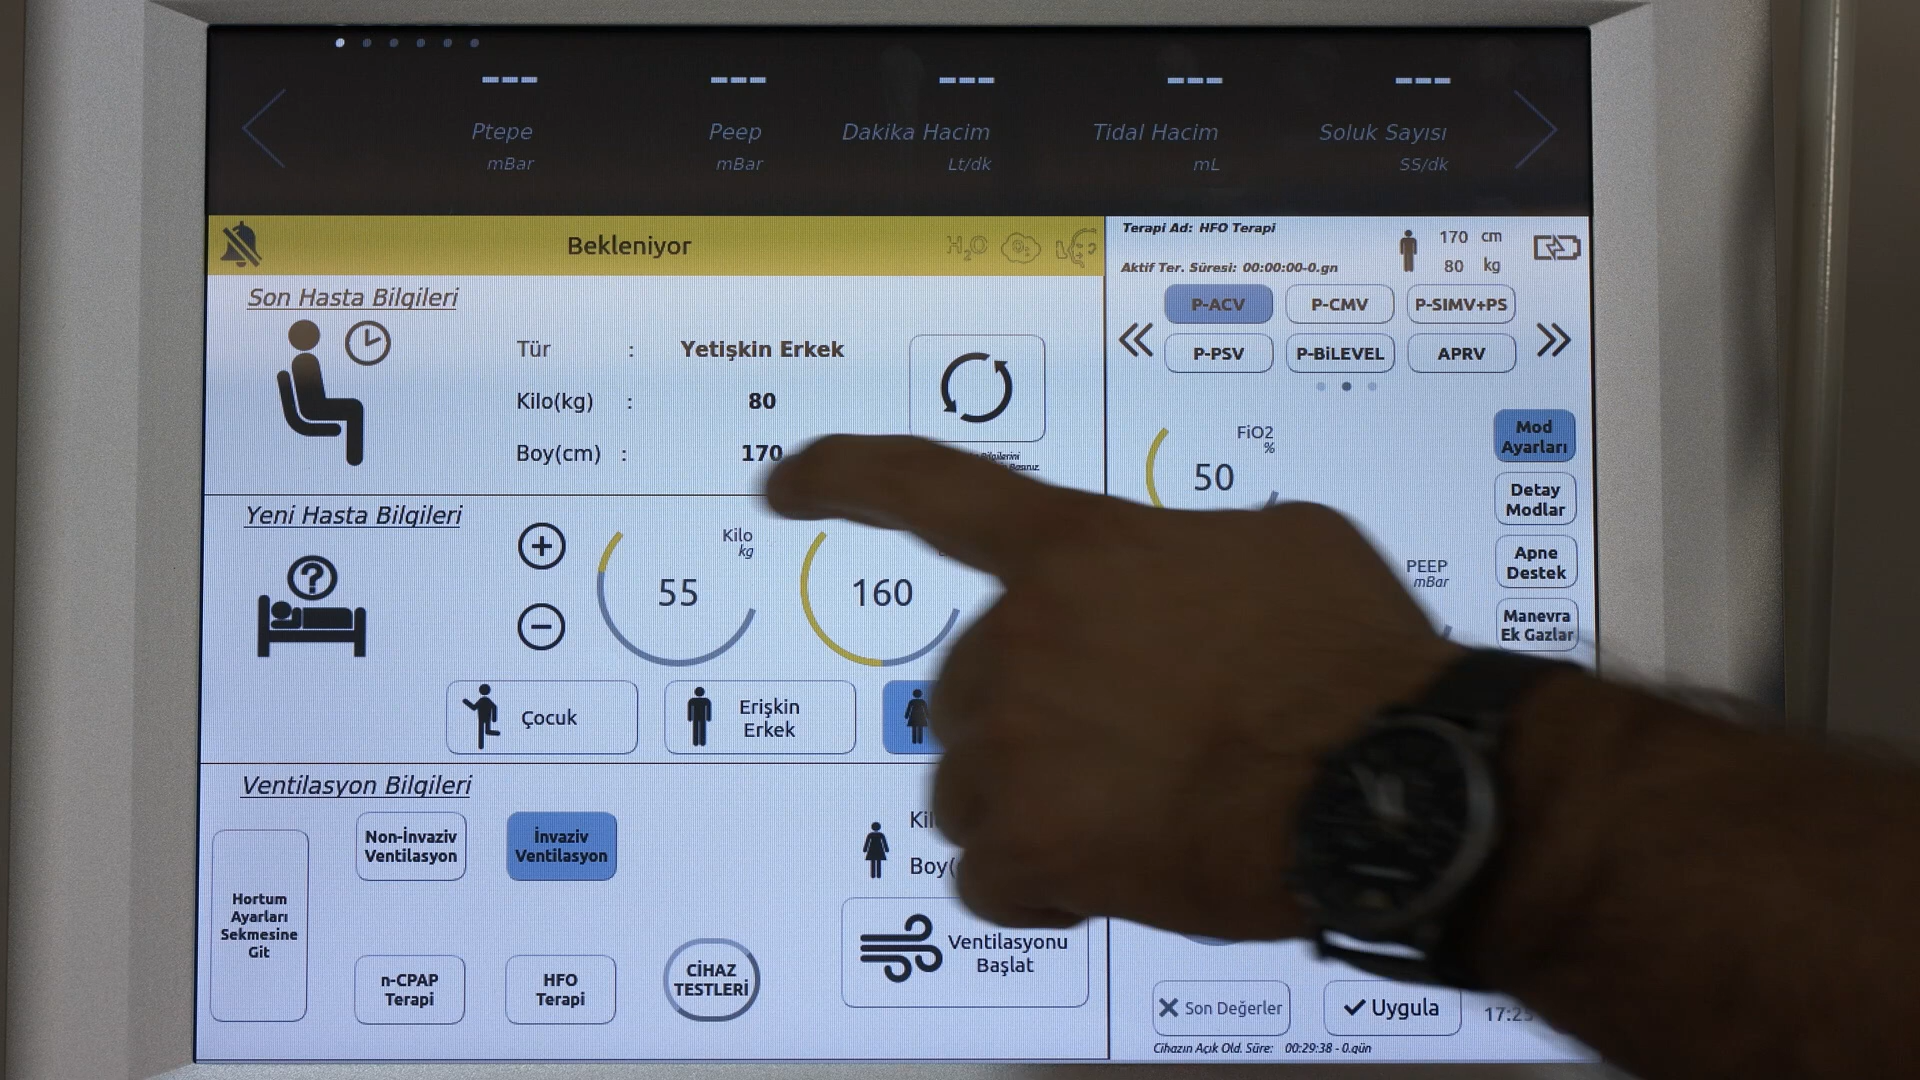 --- --- --- --- ---
Ptepe Peep Dakika Hacim Tidal Hacim Soluk Sayısı
mBar mBar Lt/dk mL SS/dk
Bekleniyor
H₂O O₂
Son Hasta Bilgileri
Tür : Yetişkin Erkek
Kilo(kg) : 80
Boy(cm) : 170
Bilgilerini
Yeni Hasta Bilgileri
+
−
Kilo
kg
55
160
?
Çocuk
Erişkin
Erkek
Ventilasyon Bilgileri
Hortum
Ayarları
Sekmesine
Git
Non-İnvaziv
Ventilasyon
İnvaziv
Ventilasyon
n-CPAP
Terapi
HFO
Terapi
CİHAZ
TESTLERİ
Boy(
Ventilasyonu
Başlat
Terapi Ad: HFO Terapi
Aktif Ter. Süresi: 00:00:00-0.gn
170 cm
80 kg
P-ACV P-CMV P-SIMV+PS
P-PSV P-BiLEVEL APRV
FiO2
%
50
PEEP
mBar
Mod
Ayarları
Detay
Modlar
Apne
Destek
Manevra
Ek Gazlar
Son Değerler
Uygula
Cihazın Açık Old. Süre: 00:29:38 - 0.gün